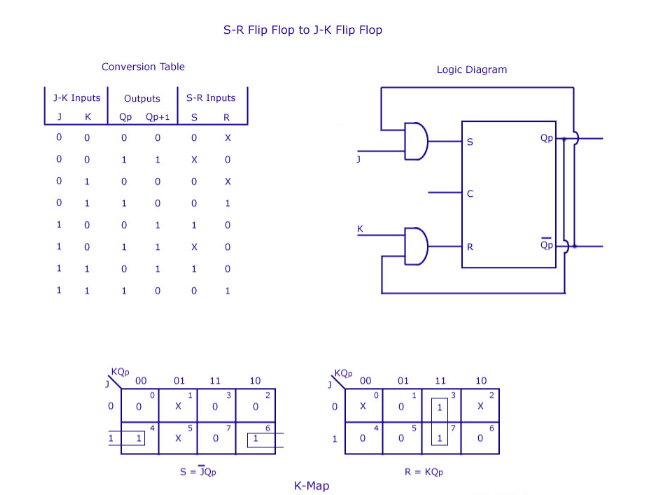 S-R Flip Flop to J-K Flip Flop
Conversion Table
J-K Inputs Outputs S-R Inputs
J K Qp Qp+1 S R
0 0 0 0 0 X
0 0 1 1 X 0
0 1 0 0 0 X
0 1 1 0 0 1
1 0 0 1 1 0
1 0 1 1 X 0
1 1 0 1 1 0
1 1 1 0 0 1
Logic Diagram
S Qp
J
C
K
R Q̅p
KQp
J 00 01 11 10
0 1 3 2
0 0 X 0 0
4 5 7 6
1 1 X 0 1
S = J̅Qp
KQp
J 00 01 11 10
0 1 3 2
0 X 0 1 X
4 5 7 6
1 0 0 1 0
R = KQp
K-Map